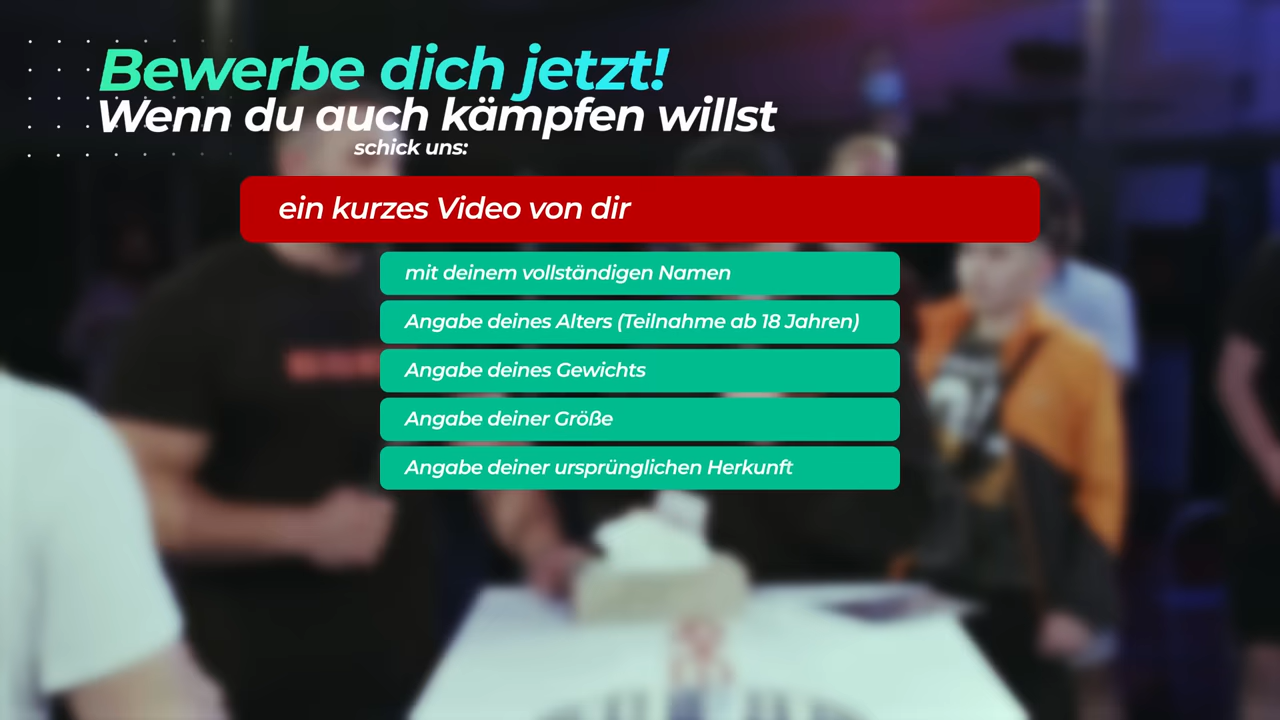 Bewerbe dich jetzt!
Wenn du auch kämpfen willst
schick uns:
ein kurzes Video von dir
mit deinem vollständigen Namen
Angabe deines Alters (Teilnahme ab 18 Jahren)
Angabe deines Gewichts
Angabe deiner Größe
Angabe deiner ursprünglichen Herkunft